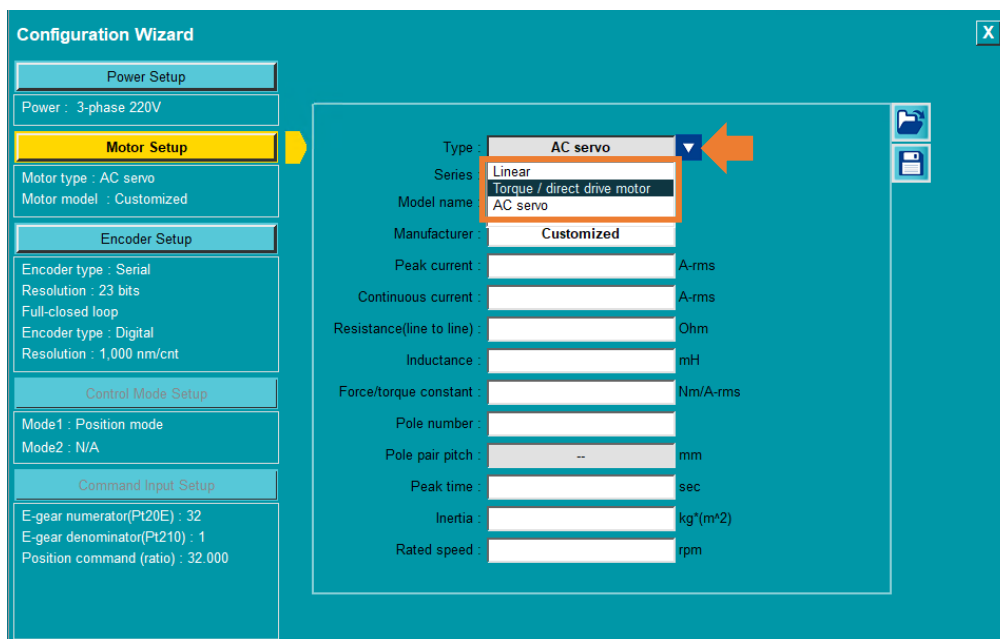 Configuration Wizard
X
Power Setup
Power : 3-phase 220V
Motor Setup
Motor type : AC servo
Motor model : Customized
Encoder Setup
Encoder type : Serial
Resolution : 23 bits
Full-closed loop
Encoder type : Digital
Resolution : 1,000 nm/cnt
Control Mode Setup
Mode1 : Position mode
Mode2 : N/A
Command Input Setup
E-gear numerator(Pt20E) : 32
E-gear denominator(Pt210) : 1
Position command (ratio) : 32.000
Type : AC servo
Series
Linear
Torque / direct drive motor
AC servo
Model name
Manufacturer : Customized
Peak current : A-rms
Continuous current : A-rms
Resistance(line to line) : Ohm
Inductance : mH
Force/torque constant : Nm/A-rms
Pole number :
Pole pair pitch : -- mm
Peak time : sec
Inertia : kg*(m^2)
Rated speed : rpm